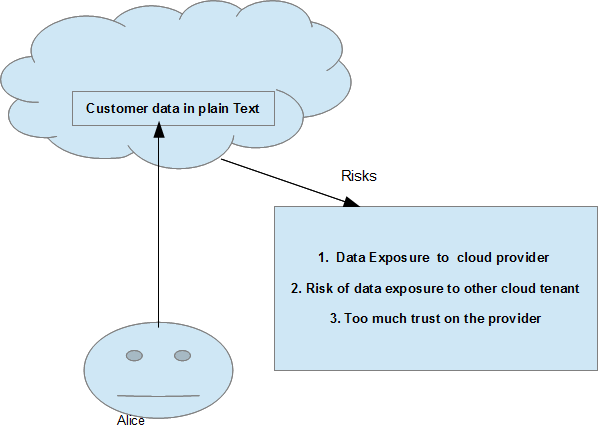 Customer data in plain Text
Risks
1. Data Exposure to cloud provider
2. Risk of data exposure to other cloud tenant
3. Too much trust on the provider
Alice